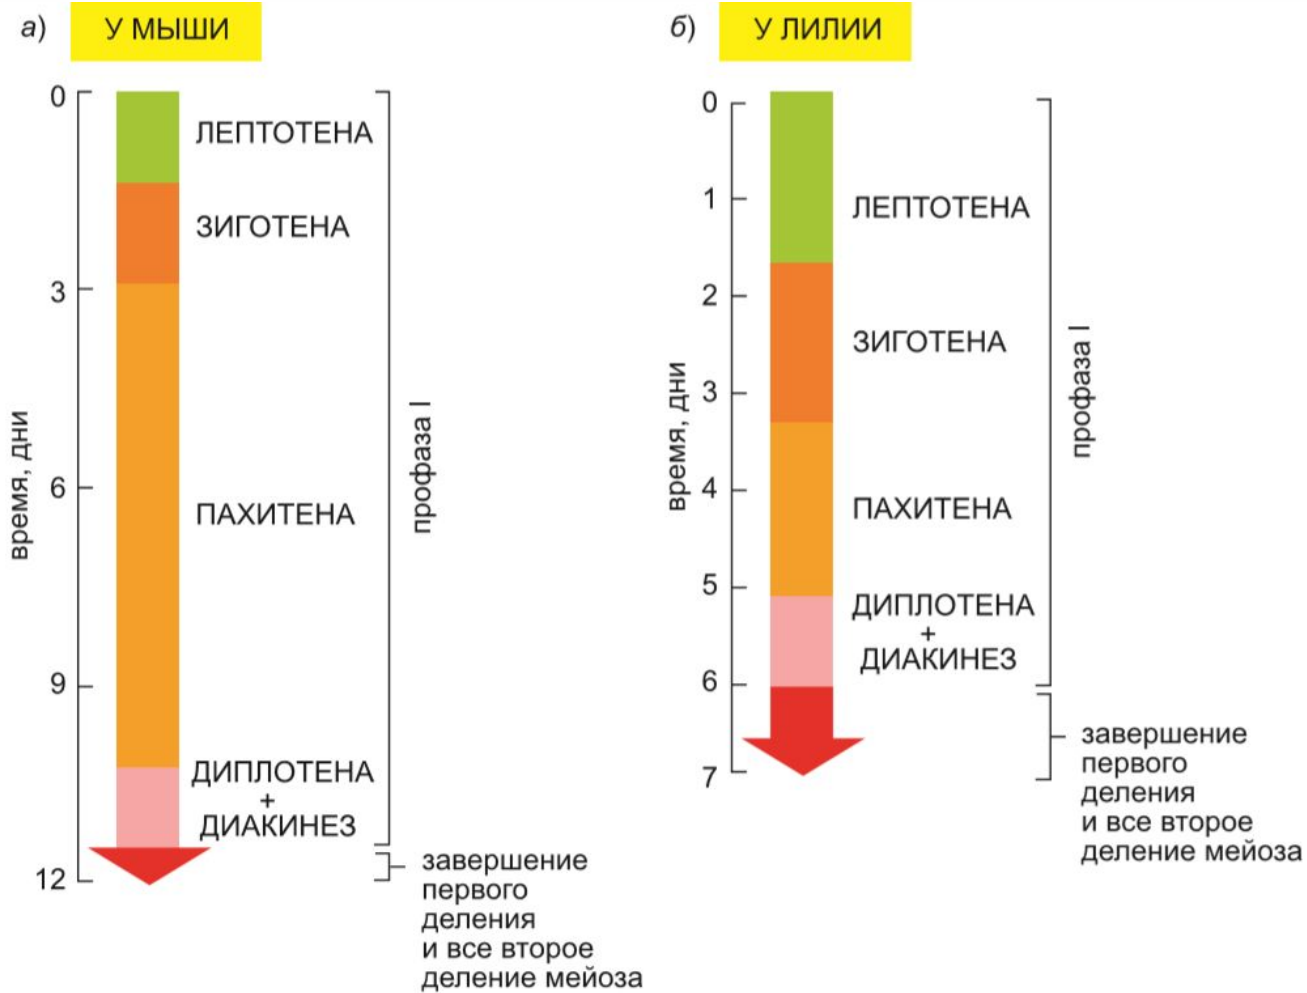 а) У МЫШИ
0
ЛЕПТОТЕНА
ЗИГОТЕНА
3
6
ПАХИТЕНА
9
ДИПЛОТЕНА
+
ДИАКИНЕЗ
12
время, дни
профаза I
завершение
первого
деления
и все второе
деление мейоза
б) У ЛИЛИИ
0
1
ЛЕПТОТЕНА
2
ЗИГОТЕНА
3
4
ПАХИТЕНА
5
ДИПЛОТЕНА
+
ДИАКИНЕЗ
6
7
время, дни
профаза I
завершение
первого
деления
и все второе
деление мейоза